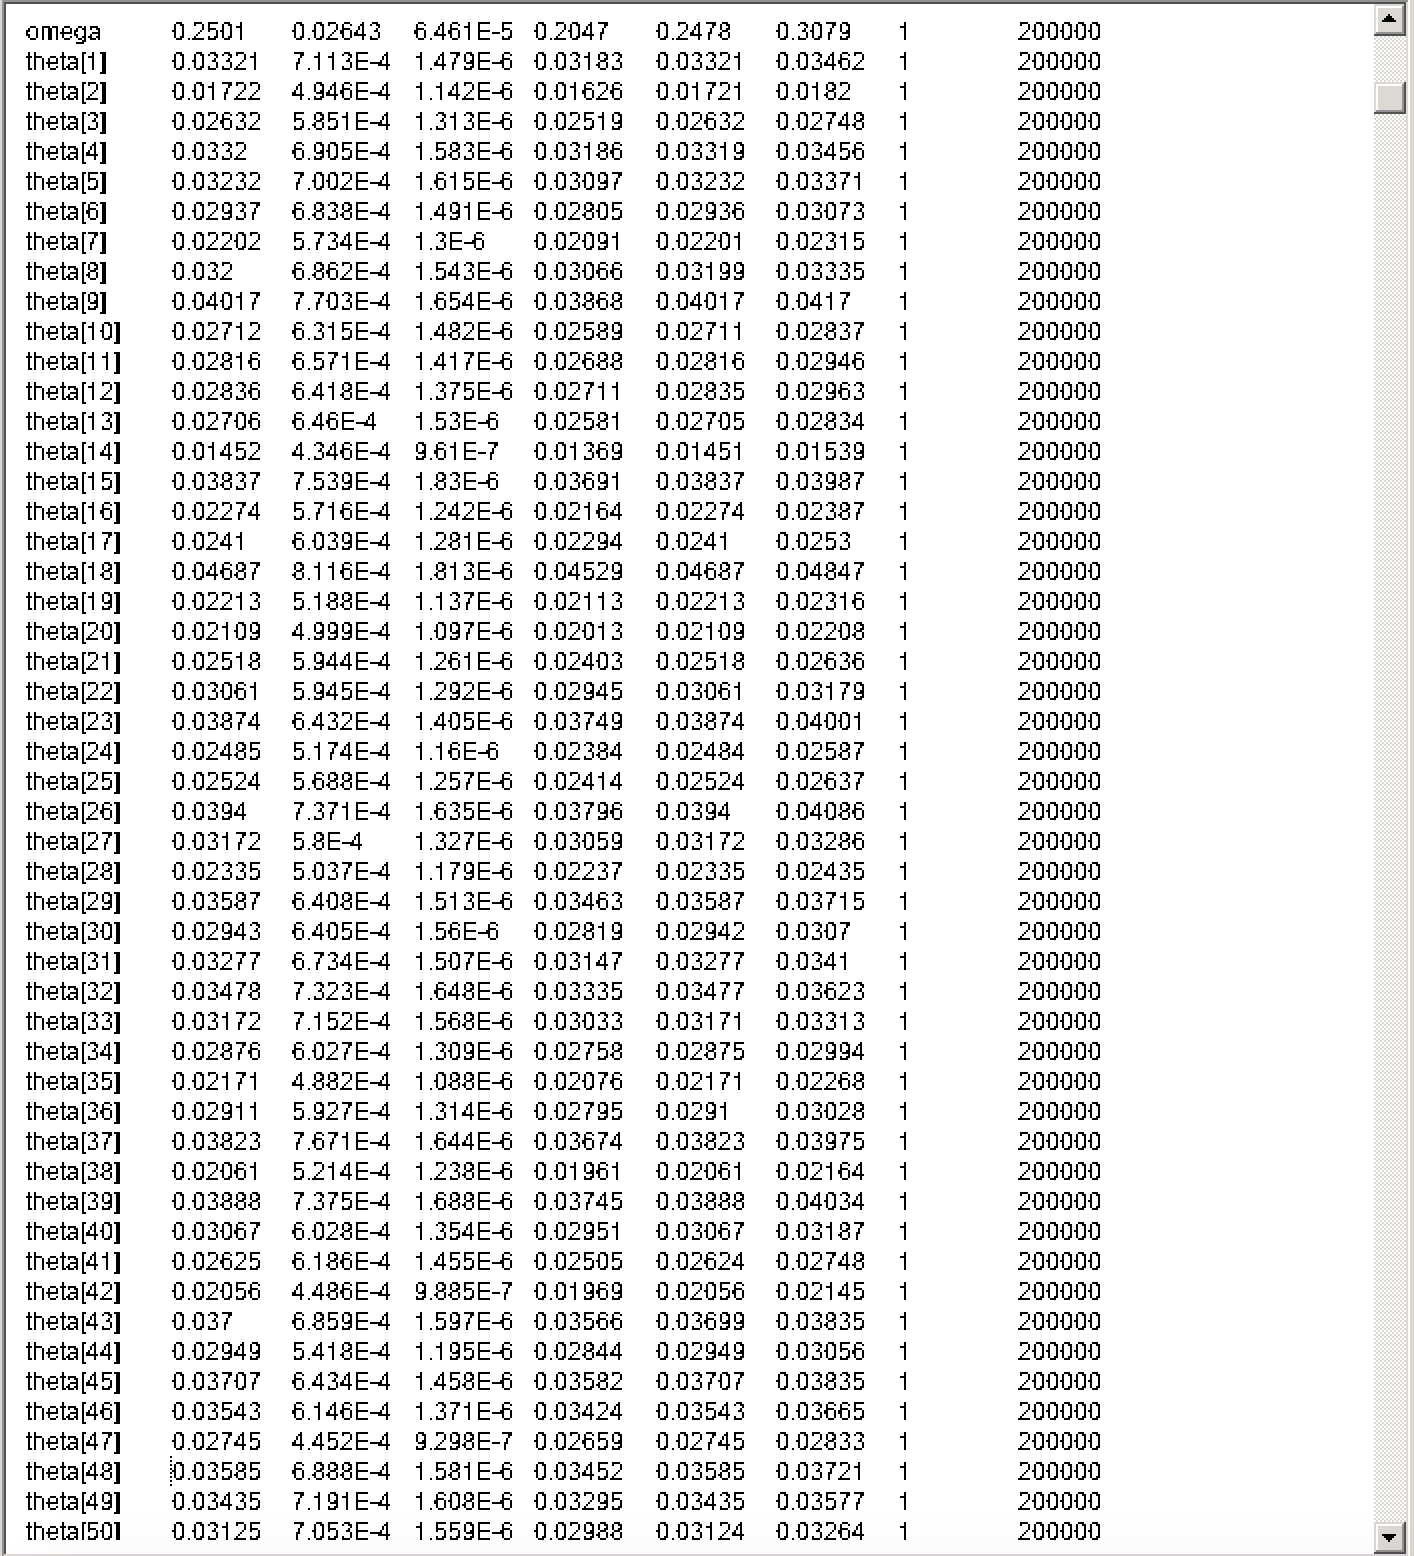 omega 0.2501 0.02643 6.461E-5 0.2047 0.2478 0.3079 1 200000
theta[1] 0.03321 7.113E-4 1.479E-6 0.03183 0.03321 0.03462 1 200000
theta[2] 0.01722 4.946E-4 1.142E-6 0.01626 0.01721 0.0182 1 200000
theta[3] 0.02632 5.851E-4 1.313E-6 0.02519 0.02632 0.02748 1 200000
theta[4] 0.0332 6.905E-4 1.583E-6 0.03186 0.03319 0.03456 1 200000
theta[5] 0.03232 7.002E-4 1.615E-6 0.03097 0.03232 0.03371 1 200000
theta[6] 0.02937 6.838E-4 1.491E-6 0.02805 0.02936 0.03073 1 200000
theta[7] 0.02202 5.734E-4 1.3E-6 0.02091 0.02201 0.02315 1 200000
theta[8] 0.032 6.862E-4 1.543E-6 0.03066 0.03199 0.03335 1 200000
theta[9] 0.04017 7.703E-4 1.654E-6 0.03868 0.04017 0.0417 1 200000
theta[10] 0.02712 6.315E-4 1.482E-6 0.02589 0.02711 0.02837 1 200000
theta[11] 0.02816 6.571E-4 1.417E-6 0.02688 0.02816 0.02946 1 200000
theta[12] 0.02836 6.418E-4 1.375E-6 0.02711 0.02835 0.02963 1 200000
theta[13] 0.02706 6.46E-4 1.53E-6 0.02581 0.02705 0.02834 1 200000
theta[14] 0.01452 4.346E-4 9.61E-7 0.01369 0.01451 0.01539 1 200000
theta[15] 0.03837 7.539E-4 1.83E-6 0.03691 0.03837 0.03987 1 200000
theta[16] 0.02274 5.716E-4 1.242E-6 0.02164 0.02274 0.02387 1 200000
theta[17] 0.0241 6.039E-4 1.281E-6 0.02294 0.0241 0.0253 1 200000
theta[18] 0.04687 8.116E-4 1.813E-6 0.04529 0.04687 0.04847 1 200000
theta[19] 0.02213 5.188E-4 1.137E-6 0.02113 0.02213 0.02316 1 200000
theta[20] 0.02109 4.999E-4 1.097E-6 0.02013 0.02109 0.02208 1 200000
theta[21] 0.02518 5.944E-4 1.261E-6 0.02403 0.02518 0.02636 1 200000
theta[22] 0.03061 5.945E-4 1.292E-6 0.02945 0.03061 0.03179 1 200000
theta[23] 0.03874 6.432E-4 1.405E-6 0.03749 0.03874 0.04001 1 200000
theta[24] 0.02485 5.174E-4 1.16E-6 0.02384 0.02484 0.02587 1 200000
theta[25] 0.02524 5.688E-4 1.257E-6 0.02414 0.02524 0.02637 1 200000
theta[26] 0.0394 7.371E-4 1.635E-6 0.03796 0.0394 0.04086 1 200000
theta[27] 0.03172 5.8E-4 1.327E-6 0.03059 0.03172 0.03286 1 200000
theta[28] 0.02335 5.037E-4 1.179E-6 0.02237 0.02335 0.02435 1 200000
theta[29] 0.03587 6.408E-4 1.513E-6 0.03463 0.03587 0.03715 1 200000
theta[30] 0.02943 6.405E-4 1.56E-6 0.02819 0.02942 0.0307 1 200000
theta[31] 0.03277 6.734E-4 1.507E-6 0.03147 0.03277 0.0341 1 200000
theta[32] 0.03478 7.323E-4 1.648E-6 0.03335 0.03477 0.03623 1 200000
theta[33] 0.03172 7.152E-4 1.568E-6 0.03033 0.03171 0.03313 1 200000
theta[34] 0.02876 6.027E-4 1.309E-6 0.02758 0.02875 0.02994 1 200000
theta[35] 0.02171 4.882E-4 1.088E-6 0.02076 0.02171 0.02268 1 200000
theta[36] 0.02911 5.927E-4 1.314E-6 0.02795 0.0291 0.03028 1 200000
theta[37] 0.03823 7.671E-4 1.644E-6 0.03674 0.03823 0.03975 1 200000
theta[38] 0.02061 5.214E-4 1.238E-6 0.01961 0.02061 0.02164 1 200000
theta[39] 0.03888 7.375E-4 1.688E-6 0.03745 0.03888 0.04034 1 200000
theta[40] 0.03067 6.028E-4 1.354E-6 0.02951 0.03067 0.03187 1 200000
theta[41] 0.02625 6.186E-4 1.455E-6 0.02505 0.02624 0.02748 1 200000
theta[42] 0.02056 4.486E-4 9.885E-7 0.01969 0.02056 0.02145 1 200000
theta[43] 0.037 6.859E-4 1.597E-6 0.03566 0.03699 0.03835 1 200000
theta[44] 0.02949 5.418E-4 1.195E-6 0.02844 0.02949 0.03056 1 200000
theta[45] 0.03707 6.434E-4 1.458E-6 0.03582 0.03707 0.03835 1 200000
theta[46] 0.03543 6.146E-4 1.371E-6 0.03424 0.03543 0.03665 1 200000
theta[47] 0.02745 4.452E-4 9.298E-7 0.02659 0.02745 0.02833 1 200000
theta[48] 0.03585 6.888E-4 1.581E-6 0.03452 0.03585 0.03721 1 200000
theta[49] 0.03435 7.191E-4 1.608E-6 0.03295 0.03435 0.03577 1 200000
theta[50] 0.03125 7.053E-4 1.559E-6 0.02988 0.03124 0.03264 1 200000